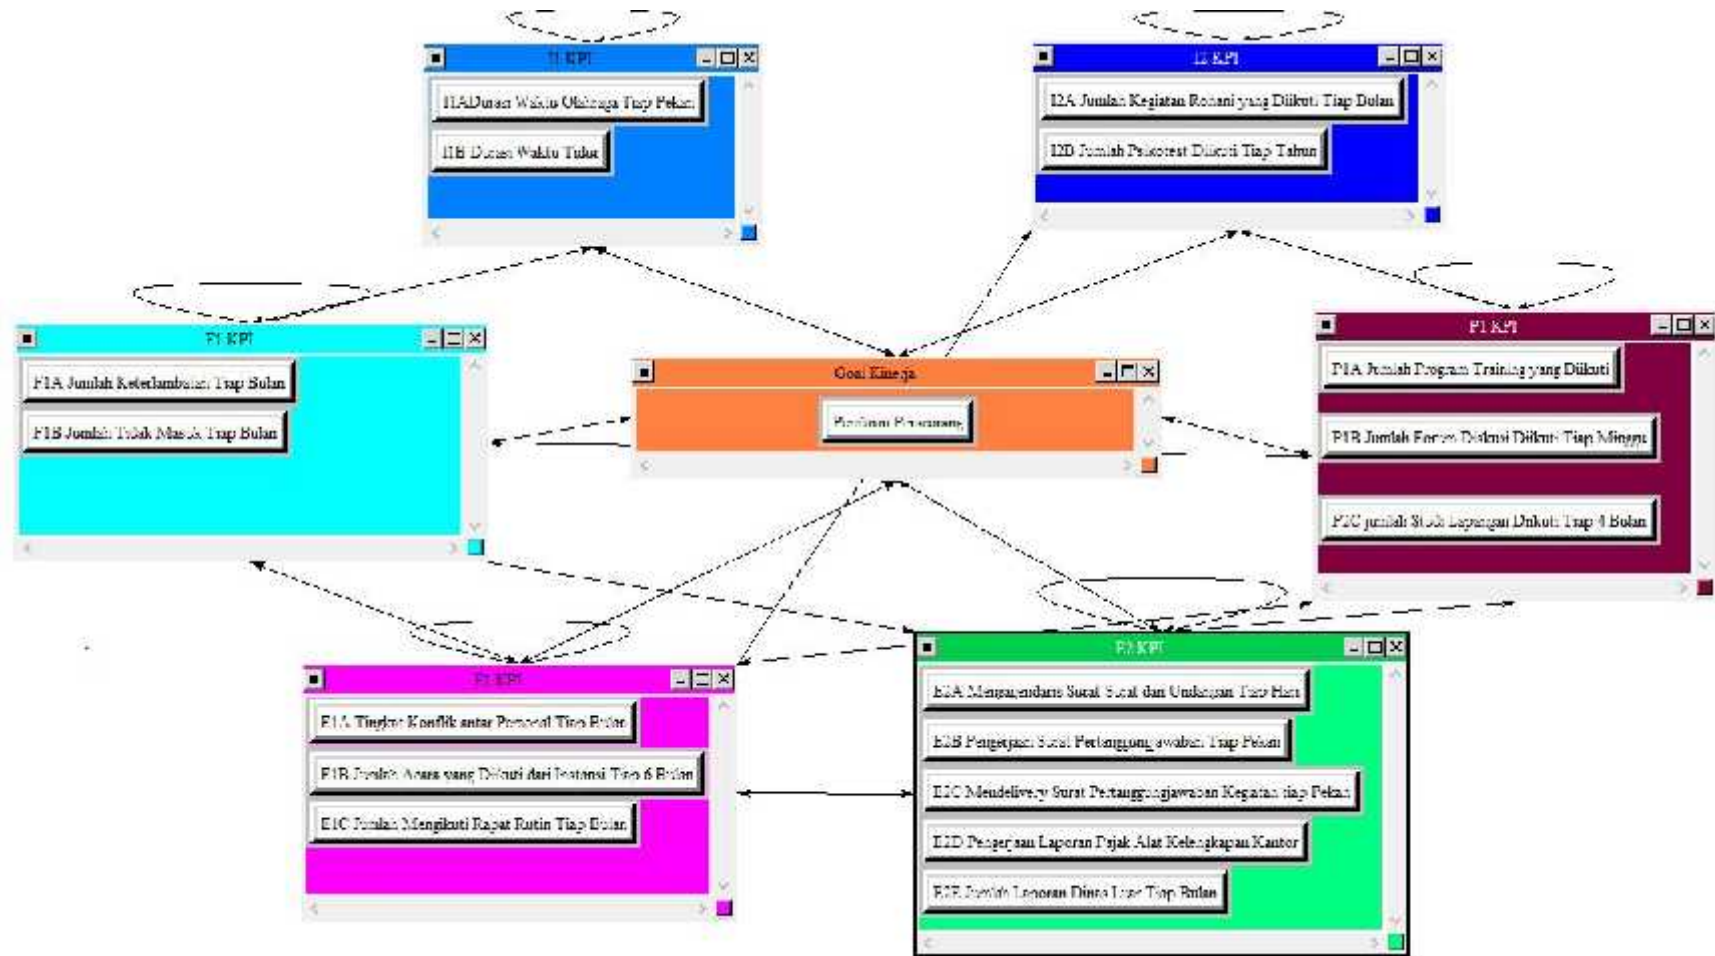 I1 KPI
I1ADurasi Waktu Olahraga Tiap Pekan
I1B Durasi Waktu Tidur
I2 KPI
I2A Jumlah Kegiatan Rohani yang Diikuti Tiap Bulan
I2B Jumlah Psikotest Diikuti Tiap Tahun
F1 KPI
F1A Jumlah Keterlambatan Tiap Bulan
F1B Jumlah Tidak Masuk Tiap Bulan
Goal Kinerja
P1 KPI
P1A Jumlah Program Training yang Diikuti
P1B Jumlah Forum Diskusi Diikuti Tiap Minggu
P2C jumlah Studi Lapangan Diikuti Tiap 4 Bulan
E1 KPI
E1A Tingkat Konflik antar Personal Tiap Bulan
E1B Jumlah Acara yang Diikuti dari Instansi Tiap 6 Bulan
E1C Jumlah Mengikuti Rapat Rutin Tiap Bulan
E2 KPI
E2A Mengagendaris Surat Surat dan Undangan Tiap Hari
E2B Pengerjaan Surat Pertanggung jawaban Tiap Pekan
E2C Mendelivery Surat Pertanggungjawaban Kegiatan tiap Pekan
E2D Pengerjaan Laporan Pajak Alat Kelengkapan Kantor
E2E Jumlah Laporan Dinas Luar Tiap Bulan